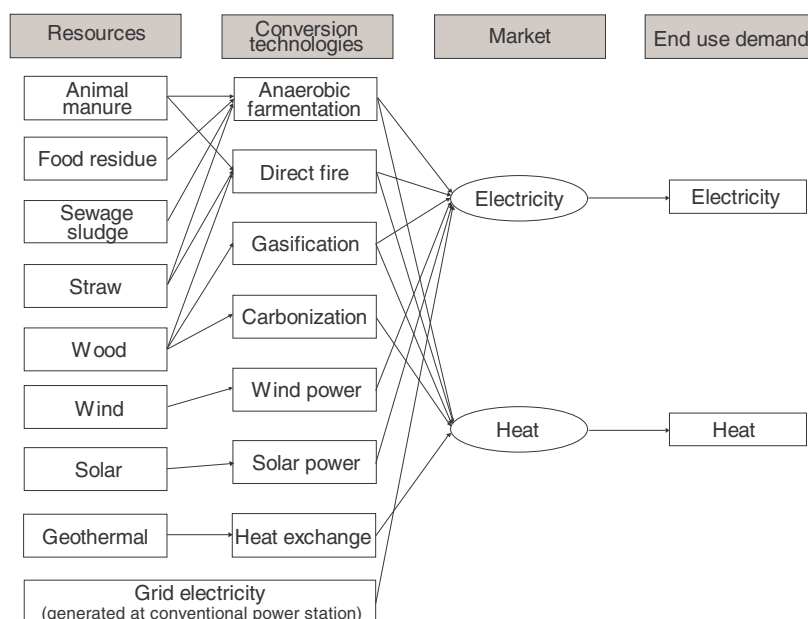 Resources
Conversion
technologies
Market
End use demand
Animal
manure
Anaerobic
farmentation
Food residue
Direct fire
Sewage
sludge
Electricity
Electricity
Gasification
Straw
Carbonization
Wood
Wind power
Wind
Heat
Heat
Solar
Solar power
Geothermal
Heat exchange
Grid electricity
(generated at conventional power station)